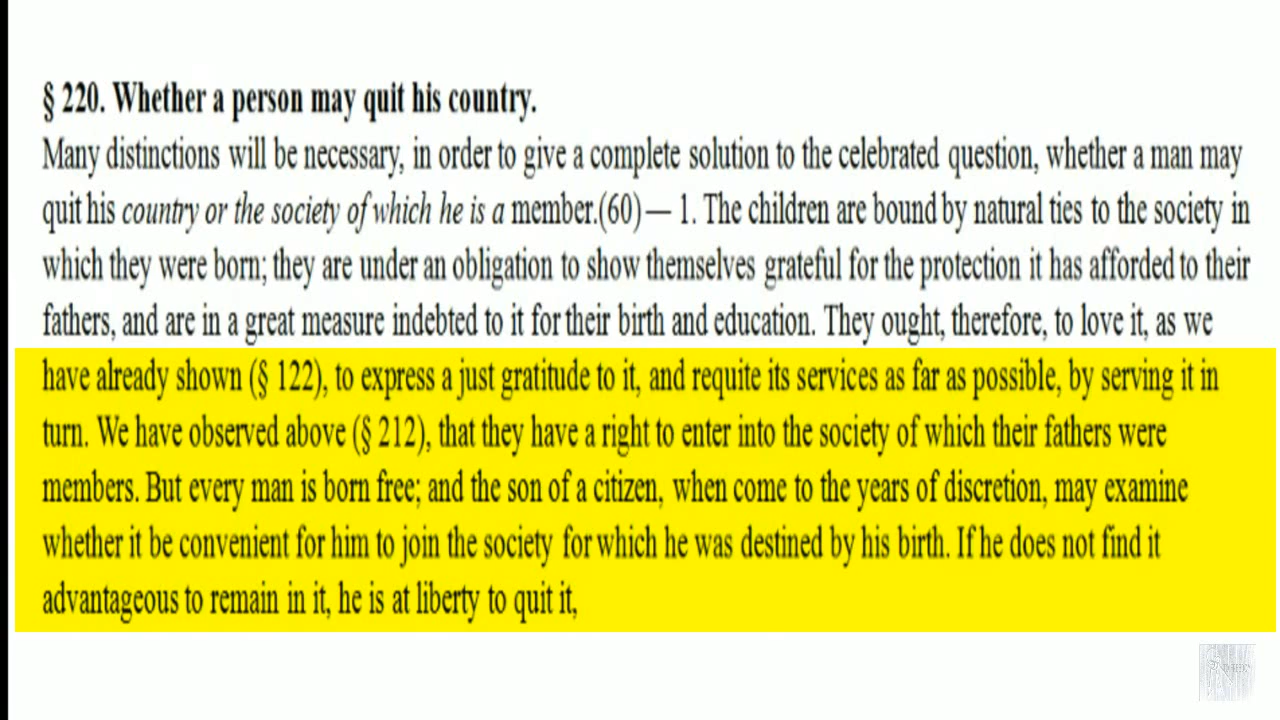 § 220. Whether a person may quit his country.
Many distinctions will be necessary, in order to give a complete solution to the celebrated question, whether a man may
quit his country or the society of which he is a member.(60)— 1. The children are bound by natural ties to the society in
which they were born; they are under an obligation to show themselves grateful for the protection it has afforded to their
fathers, and are in a great measure indebted to it for their birth and education. They ought, therefore, to love it, as we
have already shown (§ 122), to express a just gratitude to it, and requite its services as far as possible, by serving it in
turn. We have observed above (§ 212), that they have a right to enter into the society of which their fathers were
members. But every man is born free; and the son of a citizen, when come to the years of discretion, may examine
whether it be convenient for him to join the society for which he was destined by his birth. If he does not find it
advantageous to remain in it, he is at liberty to quit it,